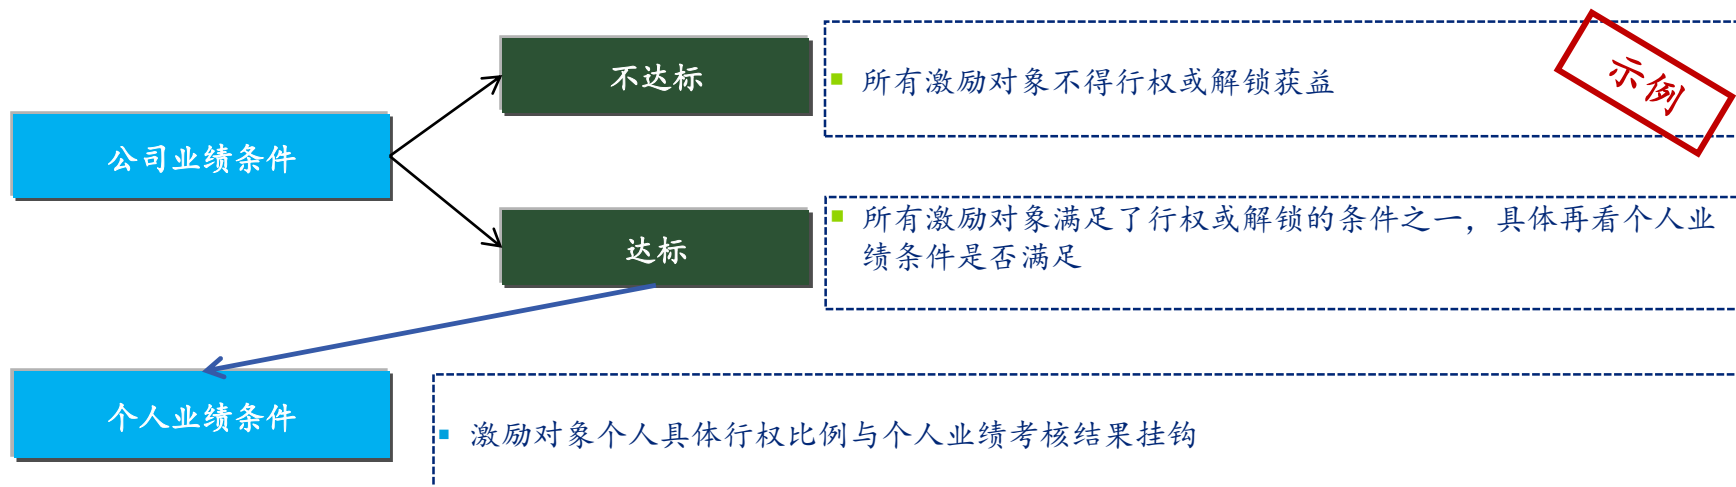 不达标
所有激励对象不得行权或解锁获益
示例
公司业绩条件
达标
所有激励对象满足了行权或解锁的条件之一，具体再看个人业
绩条件是否满足
个人业绩条件
激励对象个人具体行权比例与个人业绩考核结果挂钩